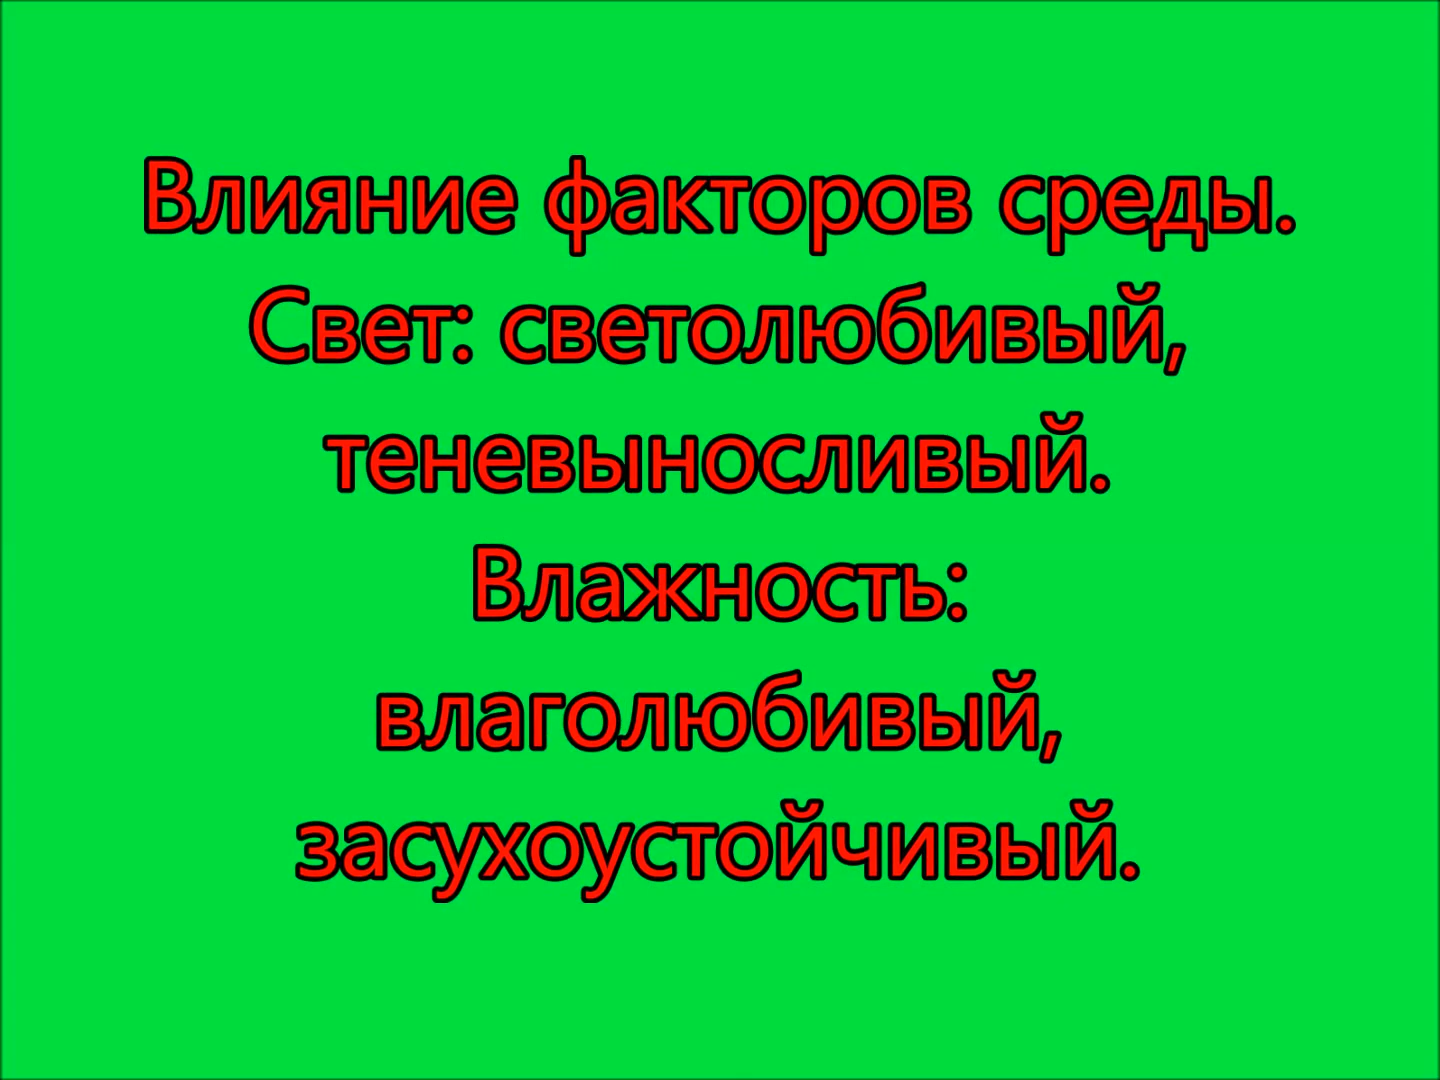 Влияние факторов среды.
Свет: светолюбивый,
теневыносливый.
Влажность:
влаголюбивый,
засухоустойчивый.